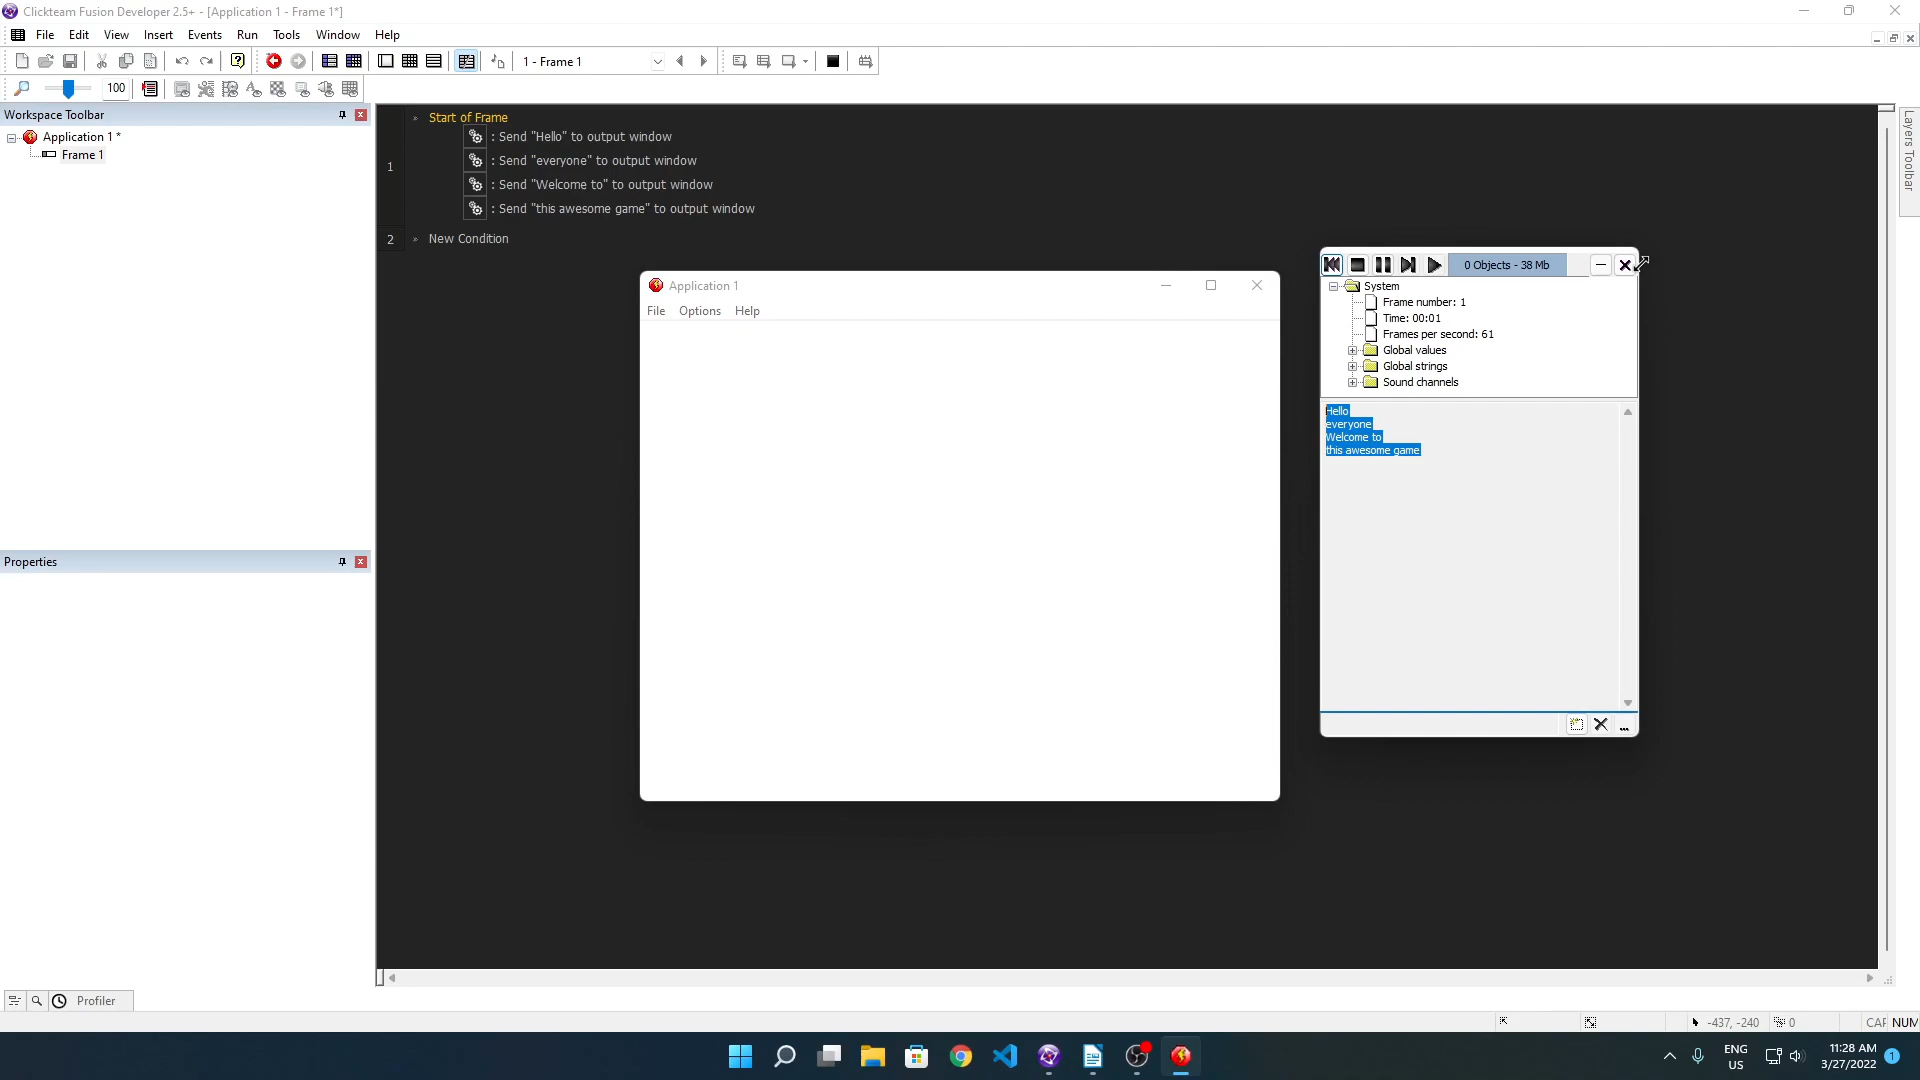 Clickteam Fusion Developer 2.5+ - [Application 1 - Frame 1*]
File Edit View Insert Events Run Tools Window Help
1 - Frame 1
100
Workspace Toolbar
Application 1 *
Frame 1
Properties
Profiler
1
» Start of Frame
: Send "Hello" to output window
: Send "everyone" to output window
: Send "Welcome to" to output window
: Send "this awesome game" to output window
2 » New Condition
Layers Toolbar
Application 1
File Options Help
0 Objects - 38 Mb
System
Frame number: 1
Time: 00:01
Frames per second: 61
Global values
Global strings
Sound channels
Hello
everyone
Welcome to
this awesome game
...
-437, -240 0 CAP NUM
ENG
US
11:28 AM
3/27/2022
1